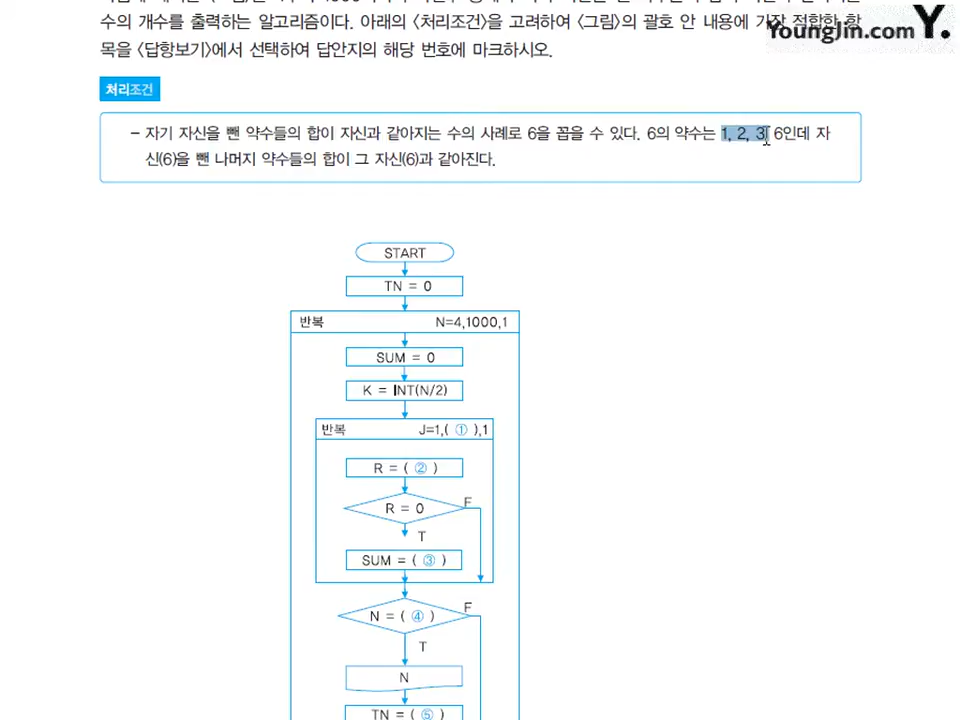 수의 개수를 출력하는 알고리즘이다. 아래의 〈처리조건〉을 고려하여 〈그림〉의 괄호 안 내용에 가장 적합한 항
목을 〈답항보기〉에서 선택하여 답안지의 해당 번호에 마크하시오.
YoungJin.com Y.
처리조건
– 자기 자신을 뺀 약수들의 합이 자신과 같아지는 수의 사례로 6을 꼽을 수 있다. 6의 약수는 1, 2, 3, 6인데 자
신(6)을 뺀 나머지 약수들의 합이 그 자신(6)과 같아진다.
START
TN = 0
반복 N=4,1000,1
SUM = 0
K = INT(N/2)
반복 J=1,( ① ),1
R = ( ② )
R = 0
F
T
SUM = ( ③ )
N = ( ④ )
F
T
N
TN = ( ⑤ )